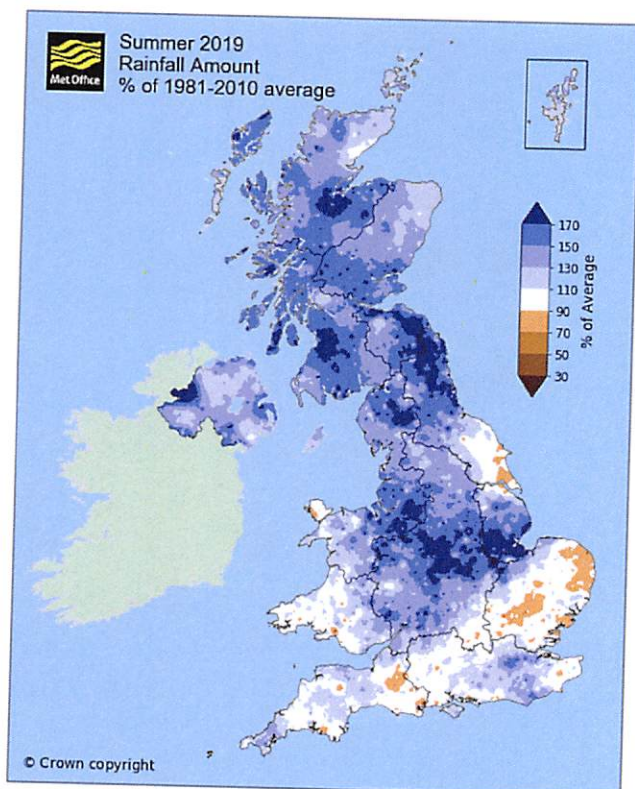 Met Office
Summer 2019
Rainfall Amount
% of 1981-2010 average
170
150
130
110
90
70
50
30
% of Average
© Crown copyright